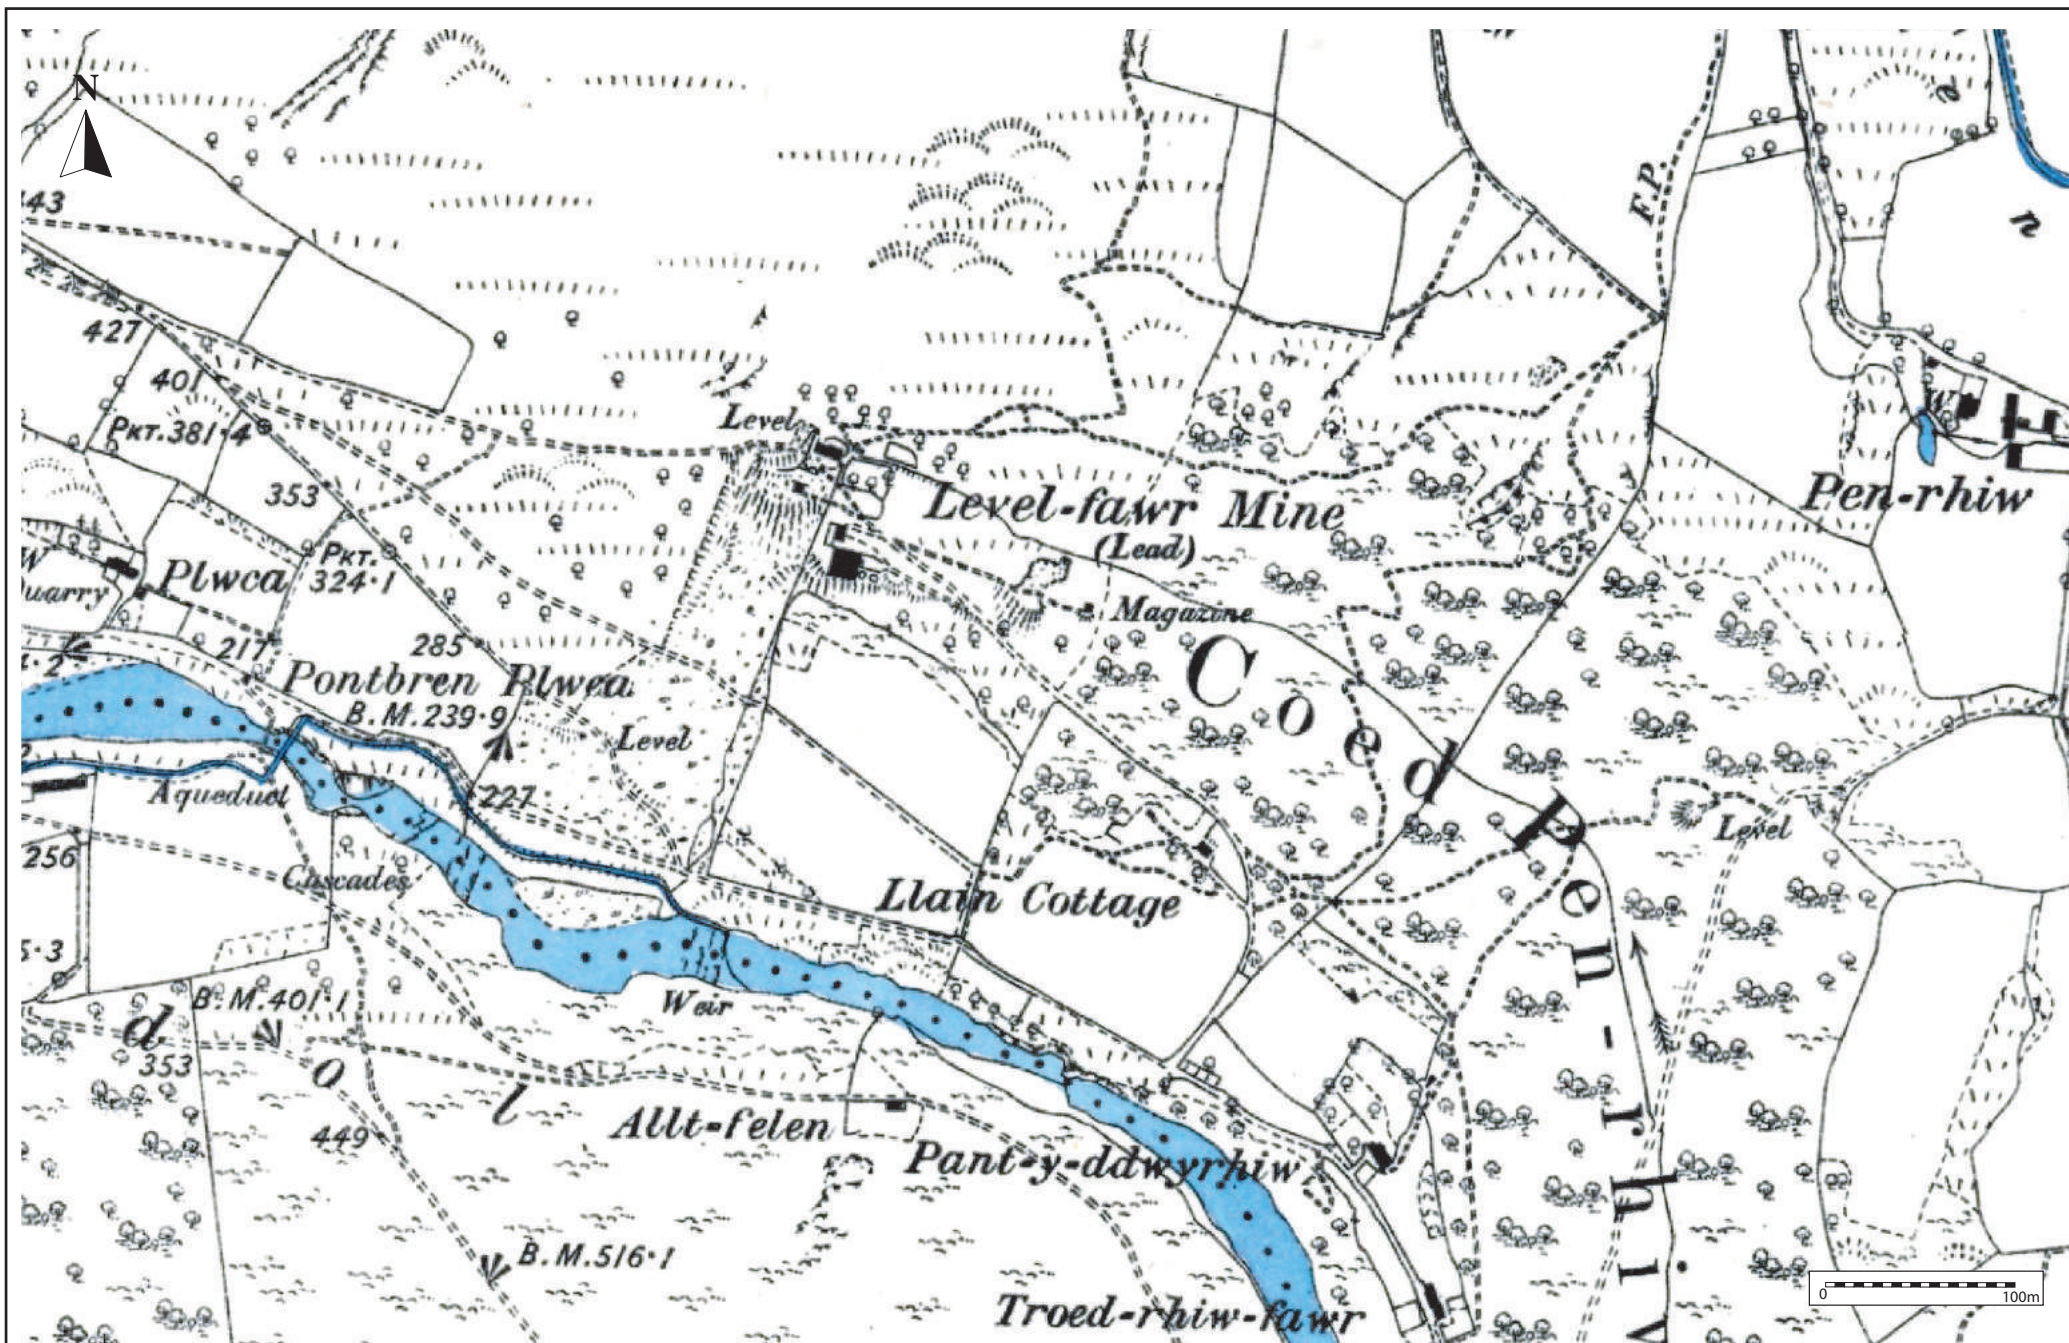 N
F.P.
n
443
427
401
PKT.381·4
353
PKT.
324·1
Level
Level-fawr Mine
(Lead)
Pen-rhiw
W
W
Quarry
Plwca
Magazine
217
285
Pontbren Plwca
B.M.239·9
Level
Coed Pen-rhiw
Aqueduct
227
Level
256
Cascades
Llain Cottage
Weir
B.M.401·1
353
d
o
l
449
Allt-felen
Pant-y-ddwyrhiw
B.M.516·1
Troed-rhiw-fawr
0 100m